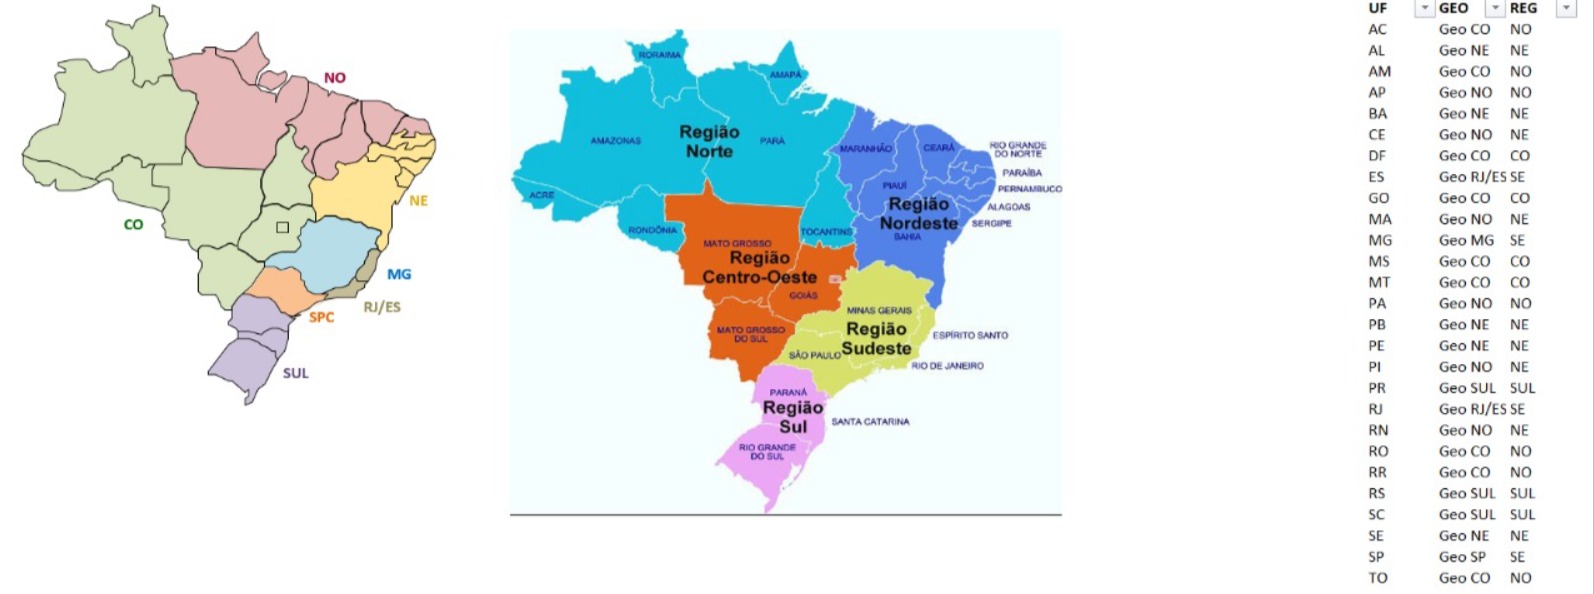 NO
NE
CO
MG
RJ/ES
SPC
SUL
RORAIMA
AMAPÁ
AMAZONAS
Região
Norte
PARÁ
MARANHÃO
CEARÁ
RIO GRANDE
DO NORTE
PARAÍBA
PERNAMBUCO
ACRE
PIAUÍ
Região
Nordeste
ALAGOAS
SERGIPE
RONDÔNIA
TOCANTINS
BAHIA
MATO GROSSO
Região
Centro-Oeste
GOIÁS
MINAS GERAIS
MATO GROSSO
DO SUL
Região
Sudeste
ESPÍRITO SANTO
SÃO PAULO
RIO DE JANEIRO
PARANÁ
Região
Sul
SANTA CATARINA
RIO GRANDE
DO SUL
UF GEO REG
AC Geo CO NO
AL Geo NE NE
AM Geo CO NO
AP Geo NO NO
BA Geo NE NE
CE Geo NO NE
DF Geo CO CO
ES Geo RJ/ES SE
GO Geo CO CO
MA Geo NO NE
MG Geo MG SE
MS Geo CO CO
MT Geo CO CO
PA Geo NO NO
PB Geo NE NE
PE Geo NE NE
PI Geo NO NE
PR Geo SUL SUL
RJ Geo RJ/ES SE
RN Geo NO NE
RO Geo CO NO
RR Geo CO NO
RS Geo SUL SUL
SC Geo SUL SUL
SE Geo NE NE
SP Geo SP SE
TO Geo CO NO